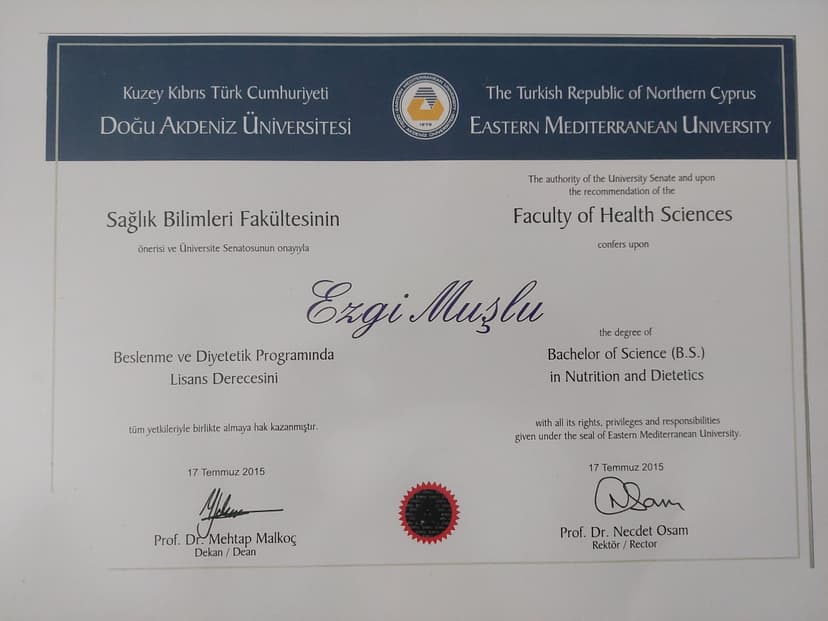 Kuzey Kıbrıs Türk Cumhuriyeti
DOĞU AKDENİZ ÜNİVERSİTESİ
The Turkish Republic of Northern Cyprus
EASTERN MEDITERRANEAN UNIVERSITY
1979
Sağlık Bilimleri Fakültesinin
önerisi ve Üniversite Senatosunun onayıyla
The authority of the University Senate and upon
the recommendation of the
Faculty of Health Sciences
confers upon
Ezgi Muşlu
Beslenme ve Diyetetik Programında
Lisans Derecesini
tüm yetkileriyle birlikte almaya hak kazanmıştır.
the degree of
Bachelor of Science (B.S.)
in Nutrition and Dietetics
with all its rights, privileges and responsibilities
given under the seal of Eastern Mediterranean University.
17 Temmuz 2015
Prof. Dr. Mehtap Malkoç
Dekan / Dean
17 Temmuz 2015
Prof. Dr. Necdet Osam
Rektör / Rector